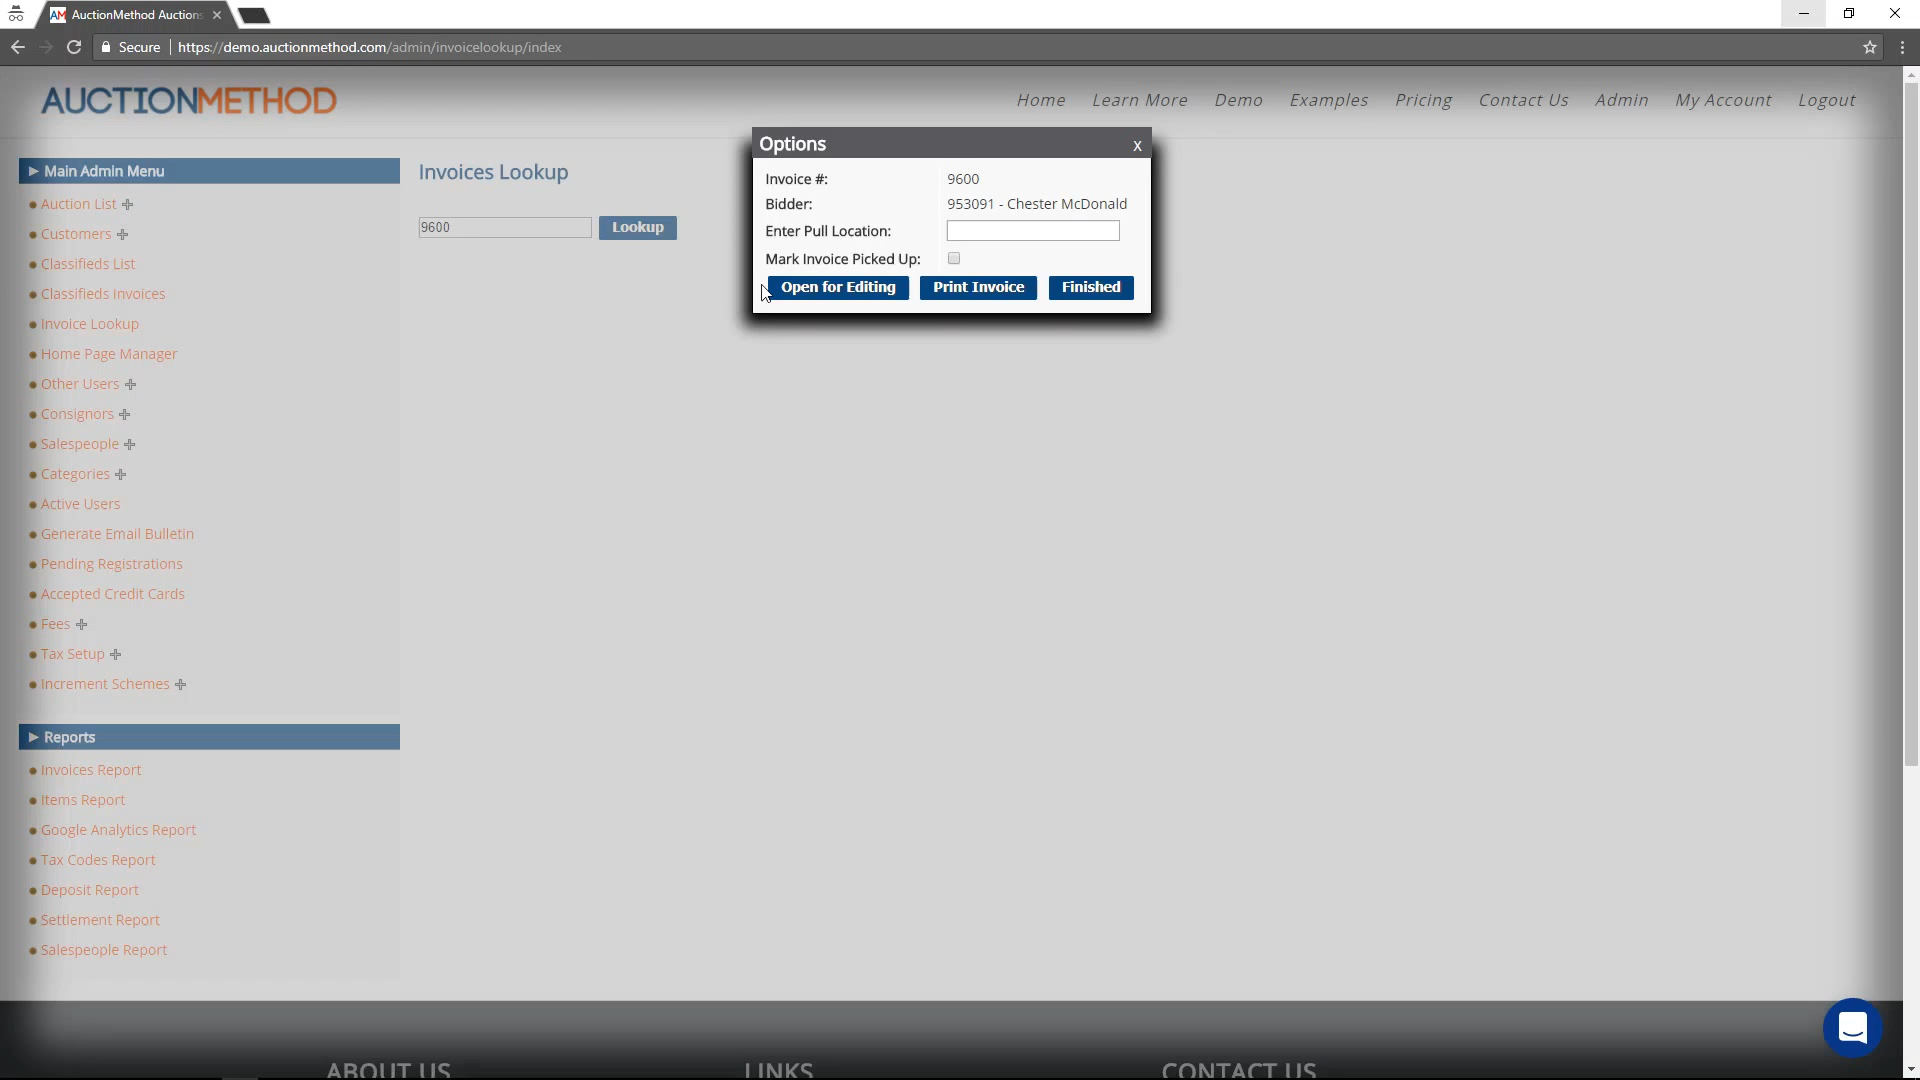 AM AuctionMethod Auction
Secure https://demo.auctionmethod.com/admin/invoicelookup/index
AUCTIONMETHOD
Home Learn More Demo Examples Pricing Contact Us Admin My Account Logout
Main Admin Menu
Auction List
Customers
Classifieds List
Classifieds Invoices
Invoice Lookup
Home Page Manager
Other Users
Consignors
Salespeople
Categories
Active Users
Generate Email Bulletin
Pending Registrations
Accepted Credit Cards
Fees
Tax Setup
Increment Schemes
Reports
Invoices Report
Items Report
Google Analytics Report
Tax Codes Report
Deposit Report
Settlement Report
Salespeople Report
Invoices Lookup
9600 Lookup
Options x
Invoice #: 9600
Bidder: 953091 - Chester McDonald
Enter Pull Location:
Mark Invoice Picked Up:
Open for Editing Print Invoice Finished
ABOUT US LINKS CONTACT US